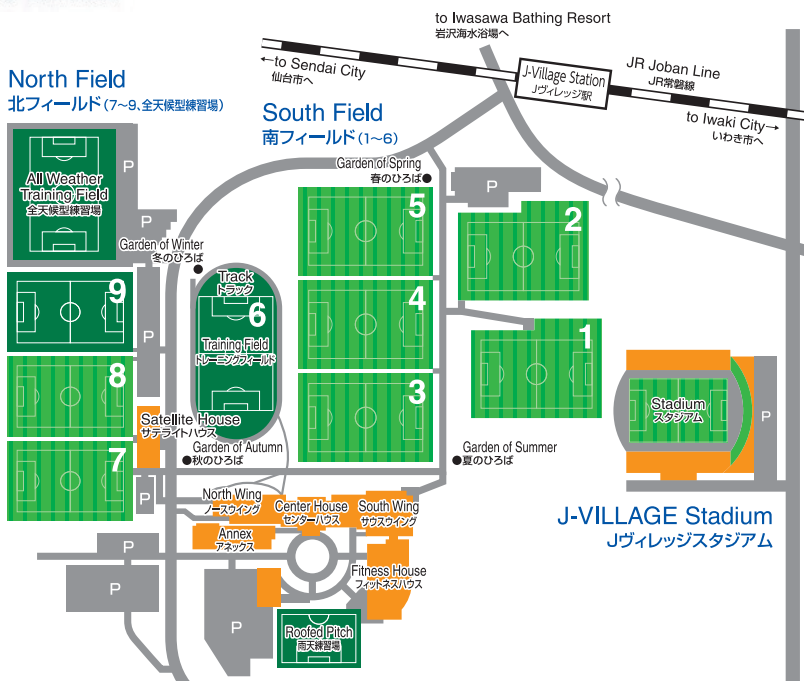 to Iwasawa Bathing Resort
岩沢海水浴場へ
←to Sendai City
仙台市へ
J-Village Station
Jヴィレッジ駅
JR Joban Line
JR常磐線
to Iwaki City→
いわき市へ
North Field
北フィールド(7~9、全天候型練習場)
South Field
南フィールド(1~6)
All Weather
Training Field
全天候型練習場
P
P
Garden of Spring
春のひろば●
P
Garden of Winter
冬のひろば
●
5
2
Track
トラック
6
Training Field
トレーニングフィールド
9
P
4
1
8
3
Satellite House
サテライトハウス
Stadium
スタジアム
P
Garden of Autumn
●秋のひろば
Garden of Summer
●夏のひろば
7
P
North Wing
ノースウイング
Center House
センターハウス
South Wing
サウスウイング
J-VILLAGE Stadium
Jヴィレッジスタジアム
Annex
アネックス
P
P
Fitness House
フィットネスハウス
P
Roofed Pitch
雨天練習場